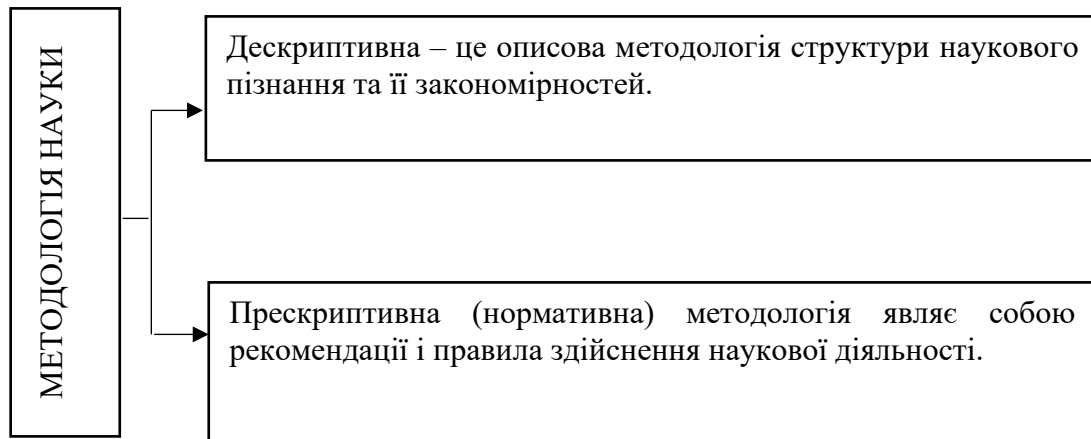 МЕТОДОЛОГІЯ НАУКИ
Дескриптивна – це описова методологія структури наукового
пізнання та її закономірностей.
Прескриптивна (нормативна) методологія являє собою
рекомендації і правила здійснення наукової діяльності.